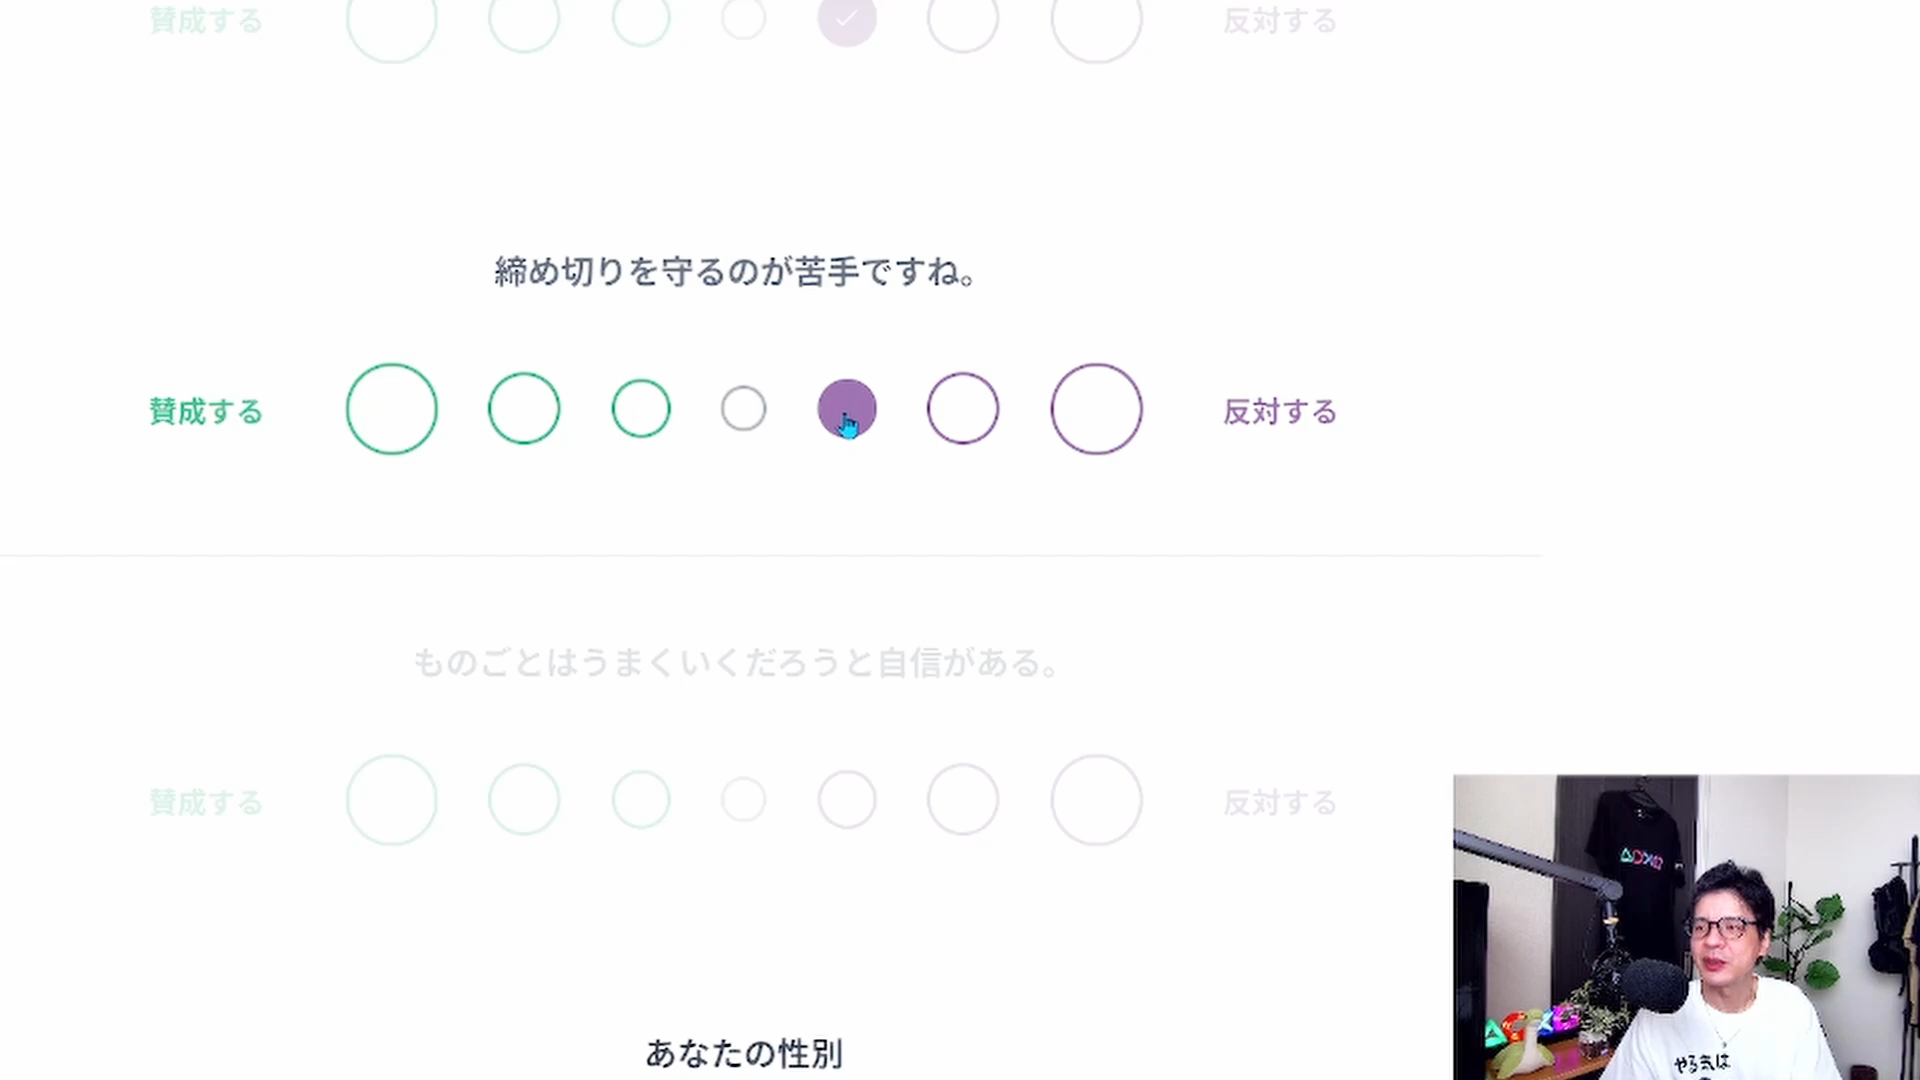 賛成する 反対する
締め切りを守るのが苦手ですね。
賛成する 反対する
ものごとはうまくいくだろうと自信がある。
賛成する 反対する
あなたの性別
やる気は